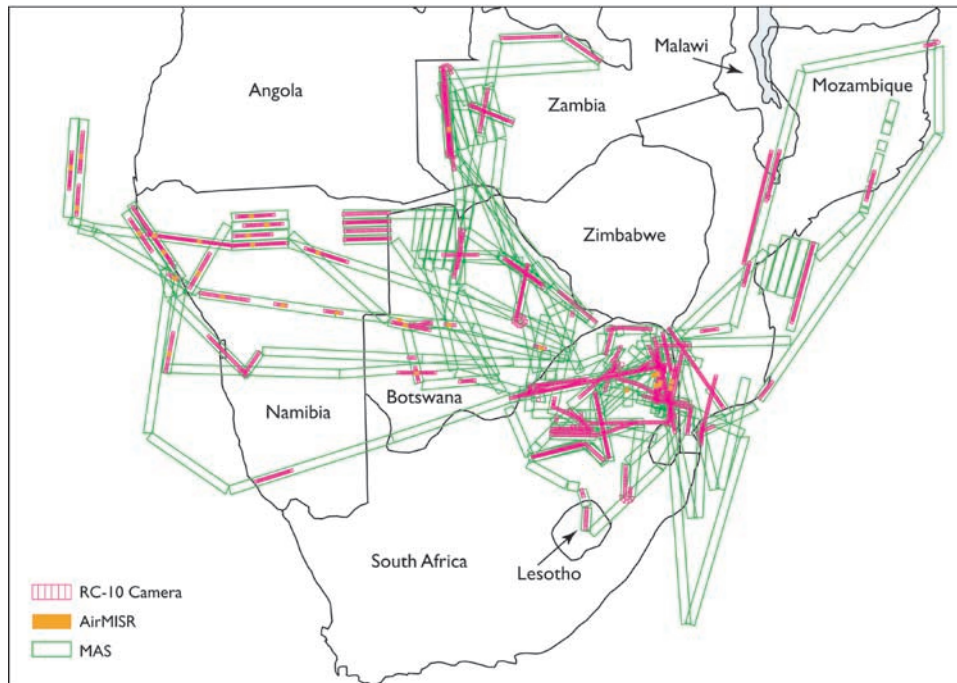 Malawi
Angola
Mozambique
Zambia
Zimbabwe
Namibia
Botswana
South Africa
Lesotho
RC-10 Camera
AirMISR
MAS